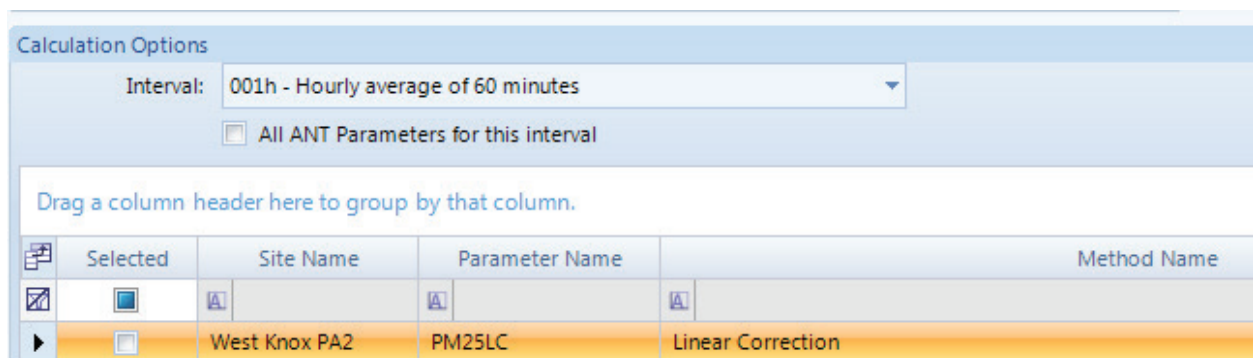 Calculation Options
Interval: 001h - Hourly average of 60 minutes
All ANT Parameters for this interval
Drag a column header here to group by that column.
Selected Site Name Parameter Name Method Name
A A A
West Knox PA2 PM25LC Linear Correction